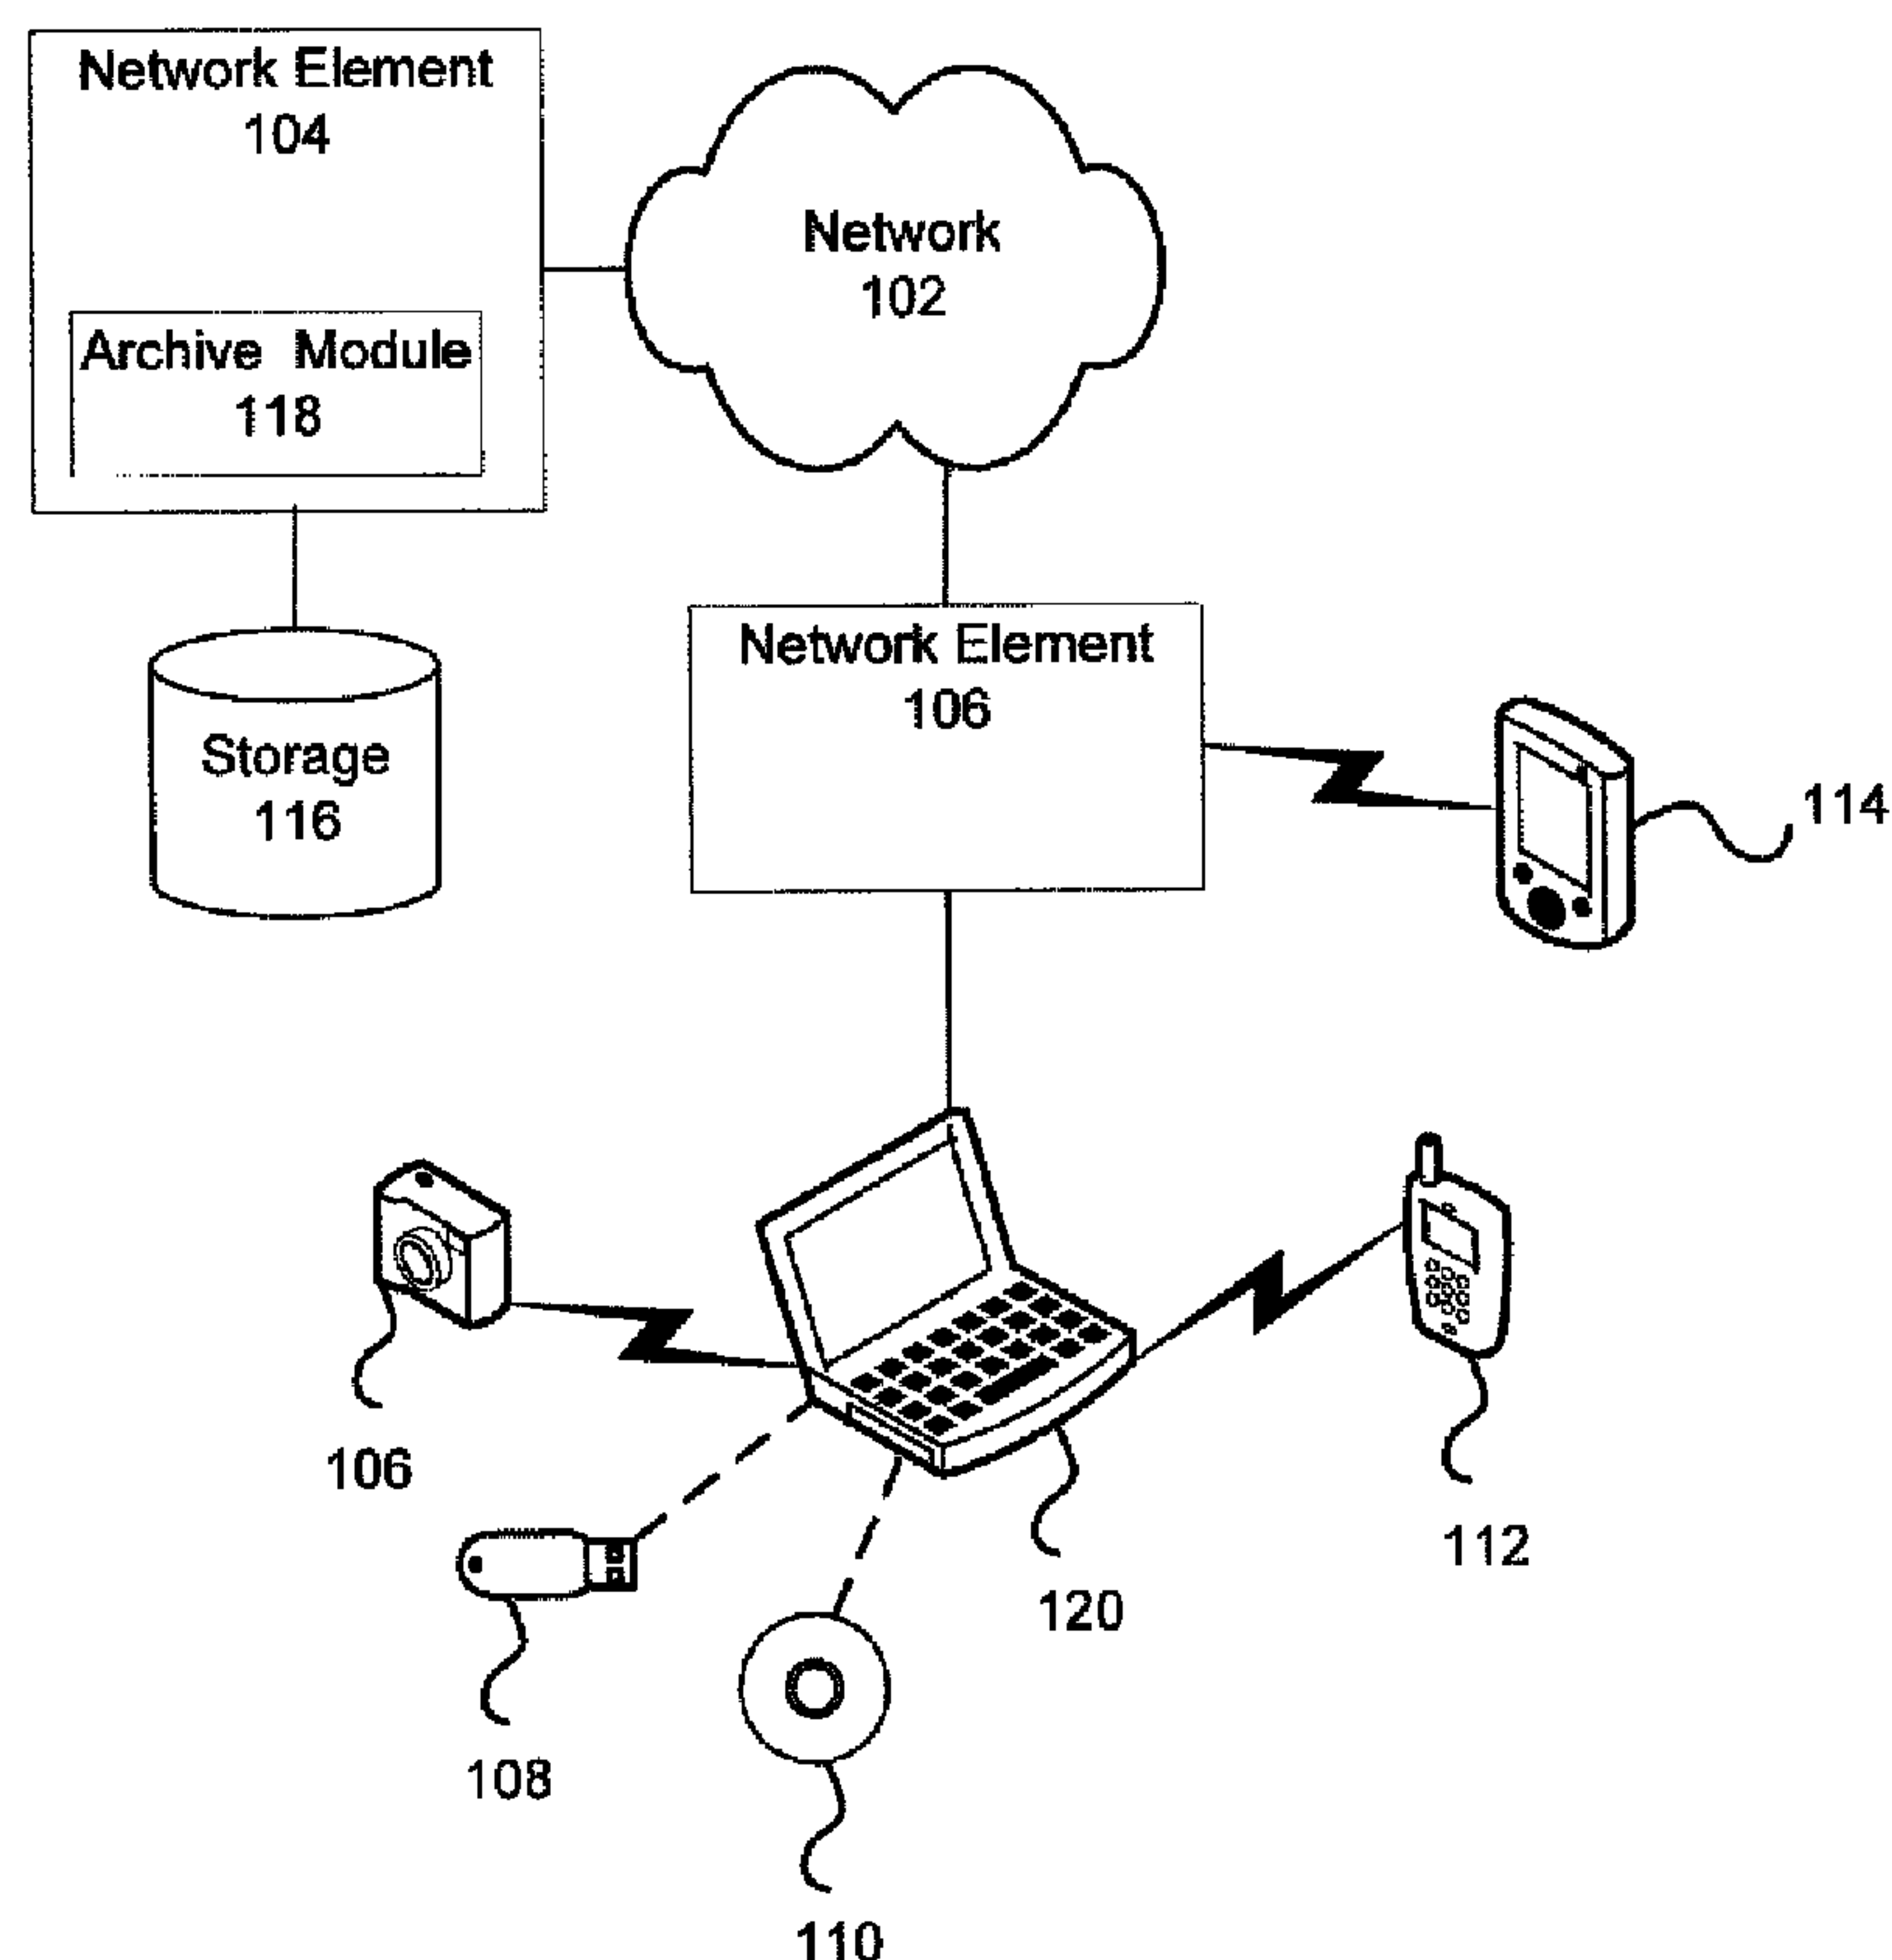 Network Element
104
Network
102
Archive Module
118
Network Element
106
Storage
116
114
106
112
120
108
110